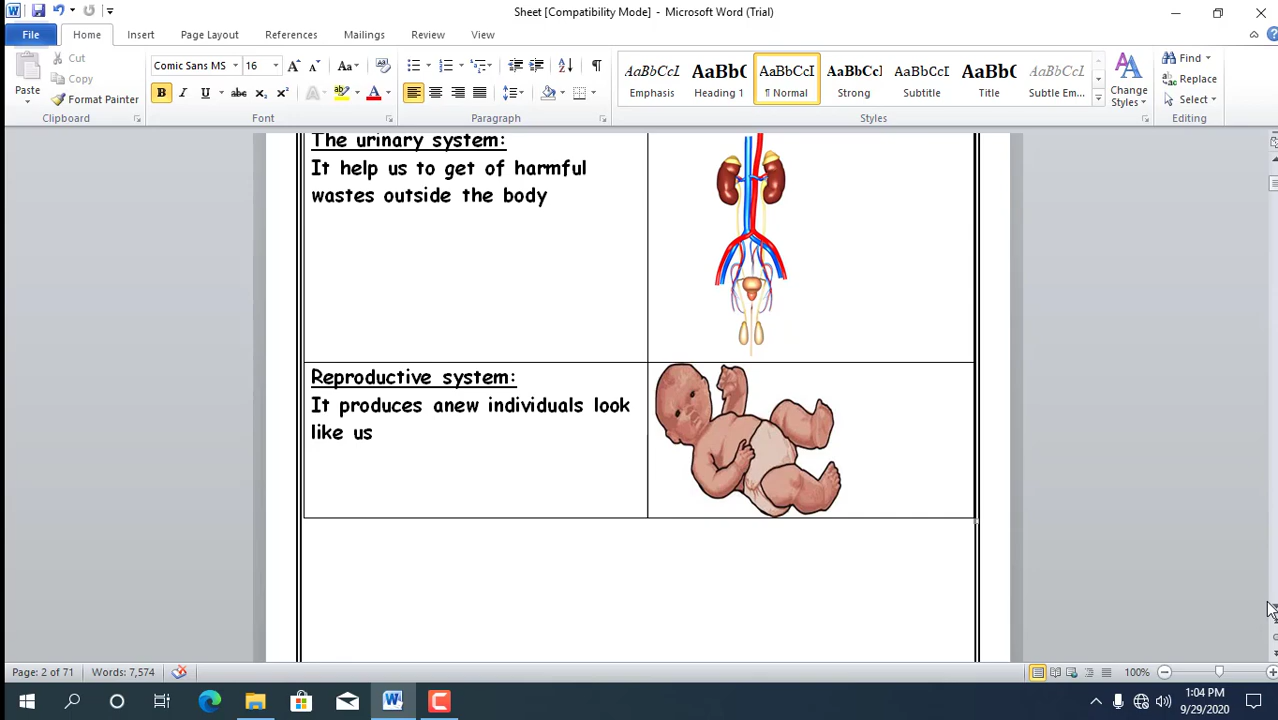 Sheet [Compatibility Mode] - Microsoft Word (Trial)
File Home Insert Page Layout References Mailings Review View
Paste
Cut
Copy
Format Painter
Clipboard
Comic Sans MS 16
Font
Paragraph
AaBbCcI AaBb( AaBbCcI AaBbCcl AaBbCcI AaBb( AaBbCcI
Emphasis Heading 1 ¶ Normal Strong Subtitle Title Subtle Em...
Styles
Change
Styles
Find
Replace
Select
Editing
The urinary system:
It help us to get of harmful
wastes outside the body
Reproductive system:
It produces anew individuals look
like us
Page: 2 of 71 Words: 7,574 100%
1:04 PM
9/29/2020